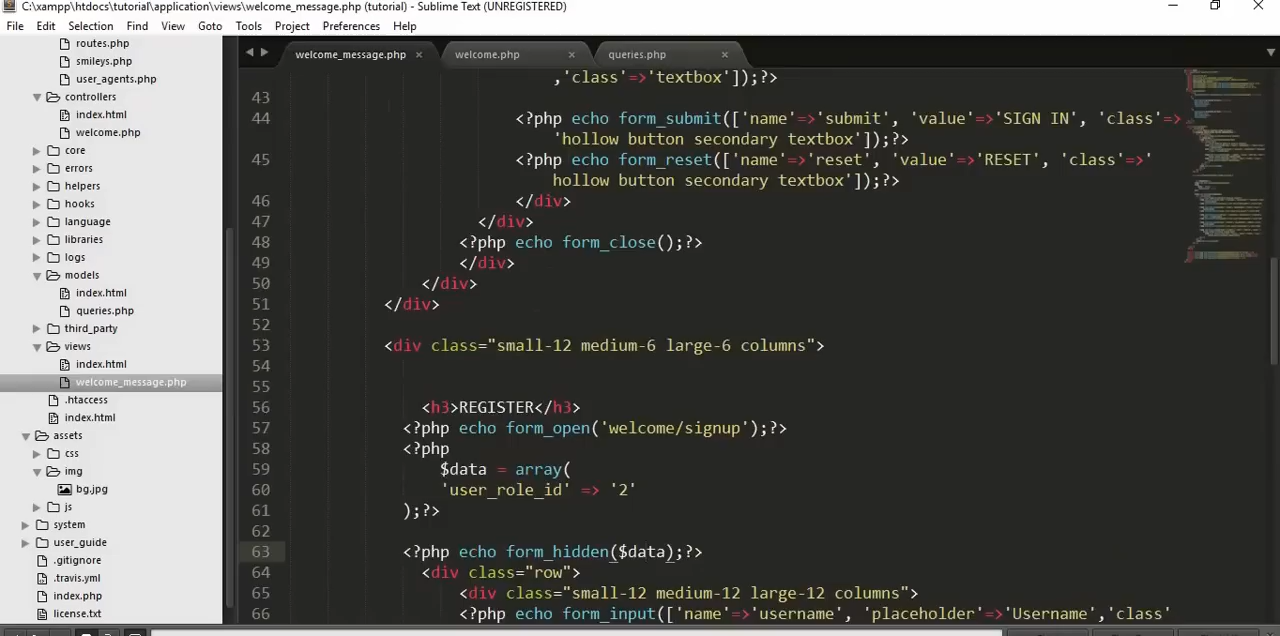 C:\xampp\htdocs\tutorial\application\views\welcome_message.php (tutorial) - Sublime Text (UNREGISTERED)
File Edit Selection Find View Goto Tools Project Preferences Help
routes.php
smileys.php
user_agents.php
controllers
index.html
welcome.php
core
errors
helpers
hooks
language
libraries
logs
models
index.html
queries.php
third_party
views
index.html
welcome_message.php
.htaccess
index.html
assets
css
img
bg.jpg
js
system
user_guide
.gitignore
.travis.yml
index.php
license.txt
welcome_message.php × welcome.php × queries.php ×
,'class'=>'textbox']);?>
43
44 <?php echo form_submit(['name'=>'submit', 'value'=>'SIGN IN', 'class'=>
'hollow button secondary textbox']);?>
45 <?php echo form_reset(['name'=>'reset', 'value'=>'RESET', 'class'=>'
hollow button secondary textbox']);?>
46 </div>
47 </div>
48 <?php echo form_close();?>
49 </div>
50 </div>
51 </div>
52
53 <div class="small-12 medium-6 large-6 columns">
54
55
56 <h3>REGISTER</h3>
57 <?php echo form_open('welcome/signup');?>
58 <?php
59 $data = array(
60 'user_role_id' => '2'
61 );?>
62
63 <?php echo form_hidden($data);?>
64 <div class="row">
65 <div class="small-12 medium-12 large-12 columns">
66 <?php echo form_input(['name'=>'username', 'placeholder'=>'Username','class'